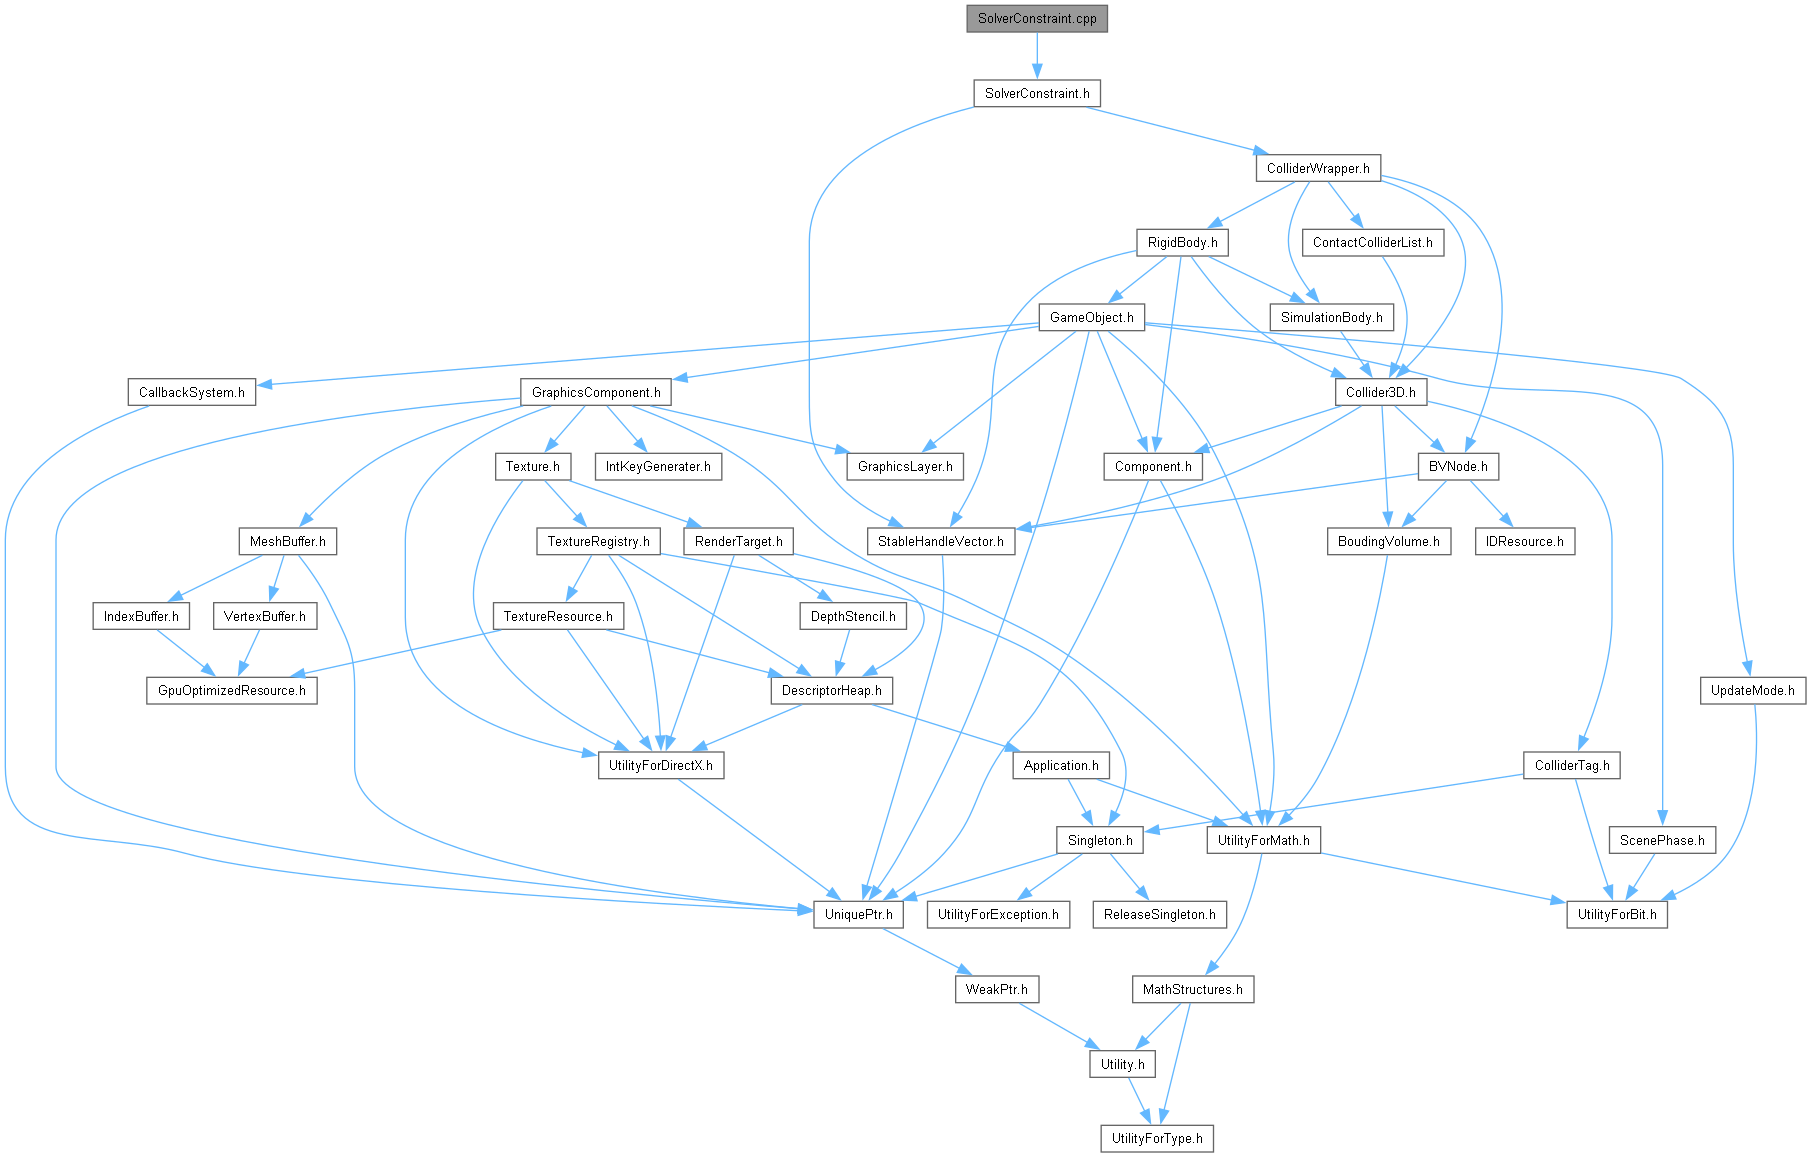 SolverConstraint.cpp
SolverConstraint.h
ColliderWrapper.h
RigidBody.h
ContactColliderList.h
GameObject.h
SimulationBody.h
CallbackSystem.h
GraphicsComponent.h
Collider3D.h
Texture.h
IntKeyGenerater.h
GraphicsLayer.h
Component.h
BVNode.h
MeshBuffer.h
TextureRegistry.h
RenderTarget.h
StableHandleVector.h
BoudingVolume.h
IDResource.h
IndexBuffer.h
VertexBuffer.h
TextureResource.h
DepthStencil.h
GpuOptimizedResource.h
DescriptorHeap.h
UpdateMode.h
UtilityForDirectX.h
Application.h
ColliderTag.h
Singleton.h
UtilityForMath.h
ScenePhase.h
UniquePtr.h
UtilityForException.h
ReleaseSingleton.h
UtilityForBit.h
WeakPtr.h
MathStructures.h
Utility.h
UtilityForType.h